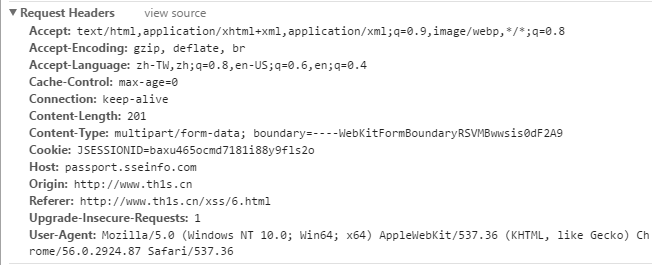 ▼ Request Headers view source
Accept: text/html,application/xhtml+xml,application/xml;q=0.9,image/webp,*/*;q=0.8
Accept-Encoding: gzip, deflate, br
Accept-Language: zh-TW,zh;q=0.8,en-US;q=0.6,en;q=0.4
Cache-Control: max-age=0
Connection: keep-alive
Content-Length: 201
Content-Type: multipart/form-data; boundary=----WebKitFormBoundaryRSVMBwwsis0dF2A9
Cookie: JSESSIONID=baxu465ocmd7181i88y9fls2o
Host: passport.sseinfo.com
Origin: http://www.th1s.cn
Referer: http://www.th1s.cn/xss/6.html
Upgrade-Insecure-Requests: 1
User-Agent: Mozilla/5.0 (Windows NT 10.0; Win64; x64) AppleWebKit/537.36 (KHTML, like Gecko) Ch
rome/56.0.2924.87 Safari/537.36